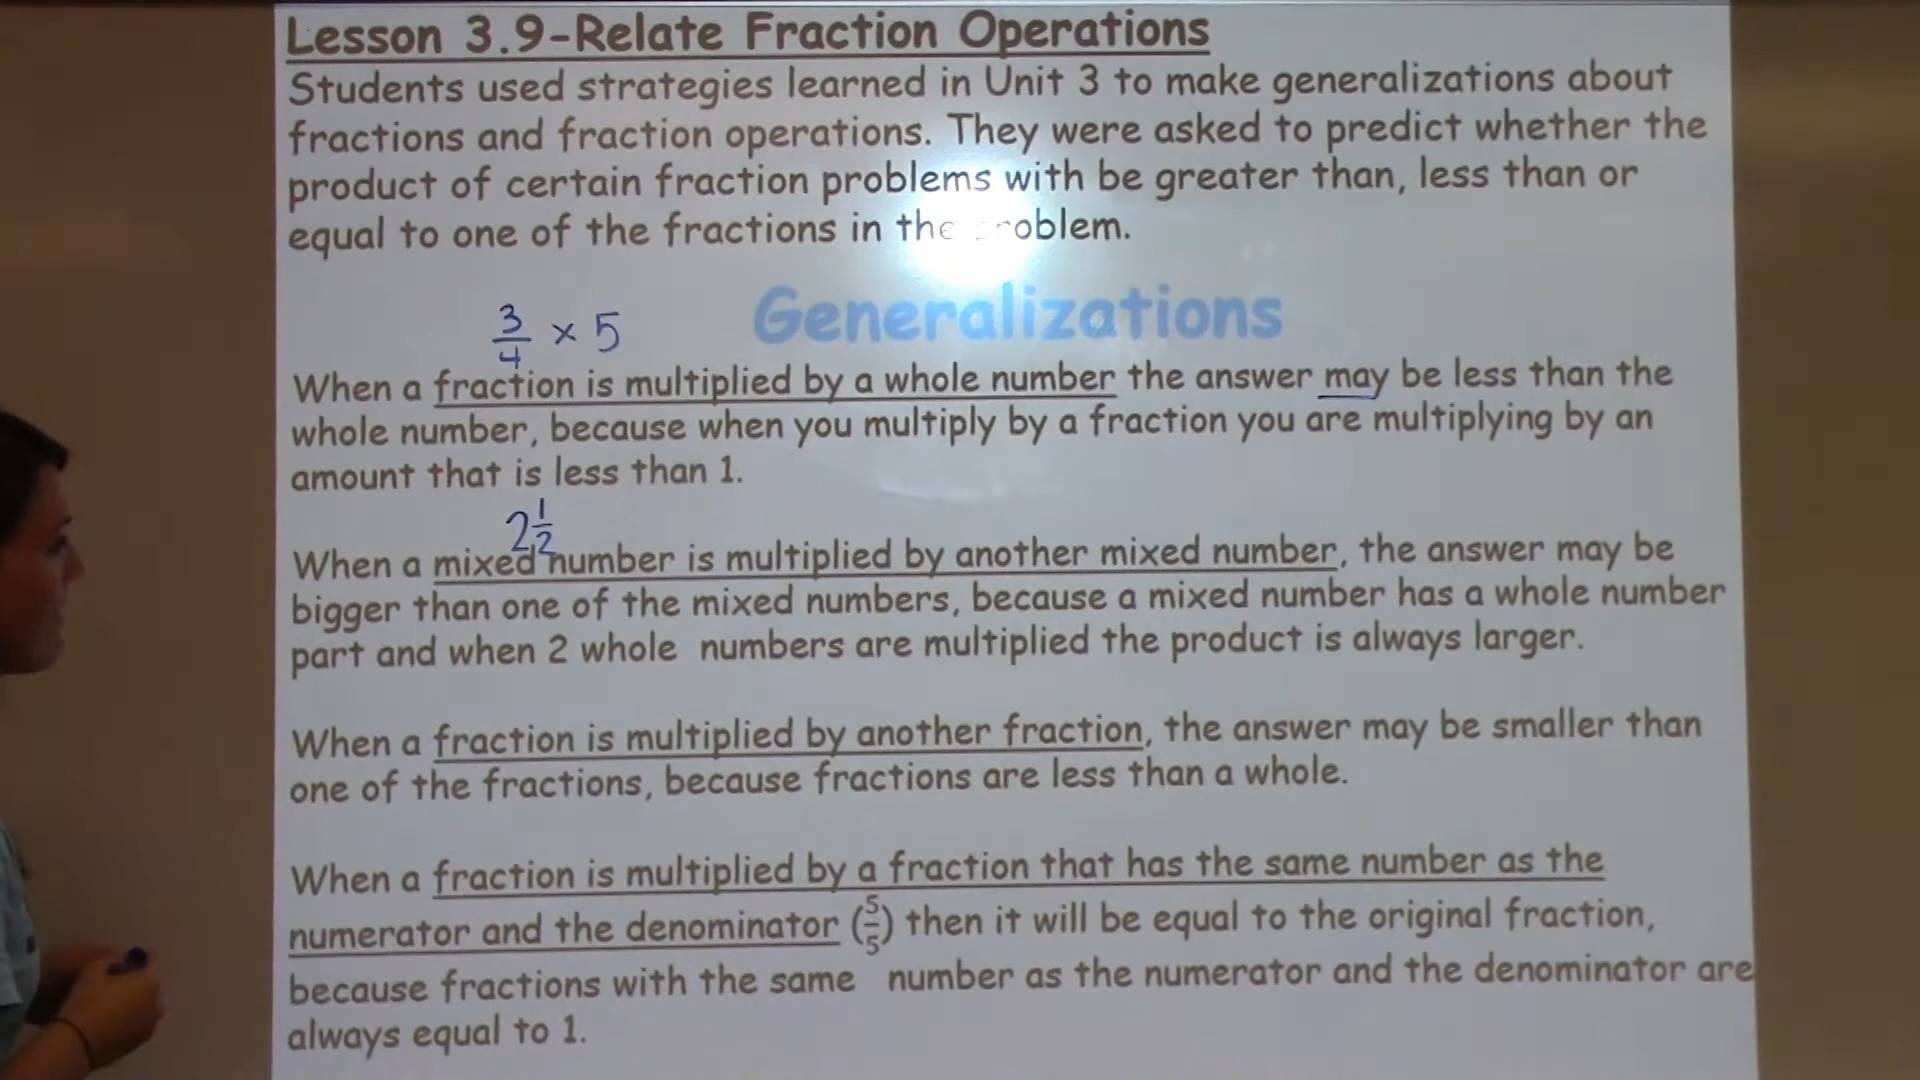 Lesson 3.9-Relate Fraction Operations
Students used strategies learned in Unit 3 to make generalizations about
fractions and fraction operations. They were asked to predict whether the
product of certain fraction problems with be greater than, less than or
equal to one of the fractions in the roblem.
3/4 × 5
Generalizations
When a fraction is multiplied by a whole number the answer may be less than the
whole number, because when you multiply by a fraction you are multiplying by an
amount that is less than 1.
2 1/2
When a mixed number is multiplied by another mixed number, the answer may be
bigger than one of the mixed numbers, because a mixed number has a whole number
part and when 2 whole numbers are multiplied the product is always larger.
When a fraction is multiplied by another fraction, the answer may be smaller than
one of the fractions, because fractions are less than a whole.
When a fraction is multiplied by a fraction that has the same number as the
numerator and the denominator (5/5) then it will be equal to the original fraction,
because fractions with the same number as the numerator and the denominator are
always equal to 1.